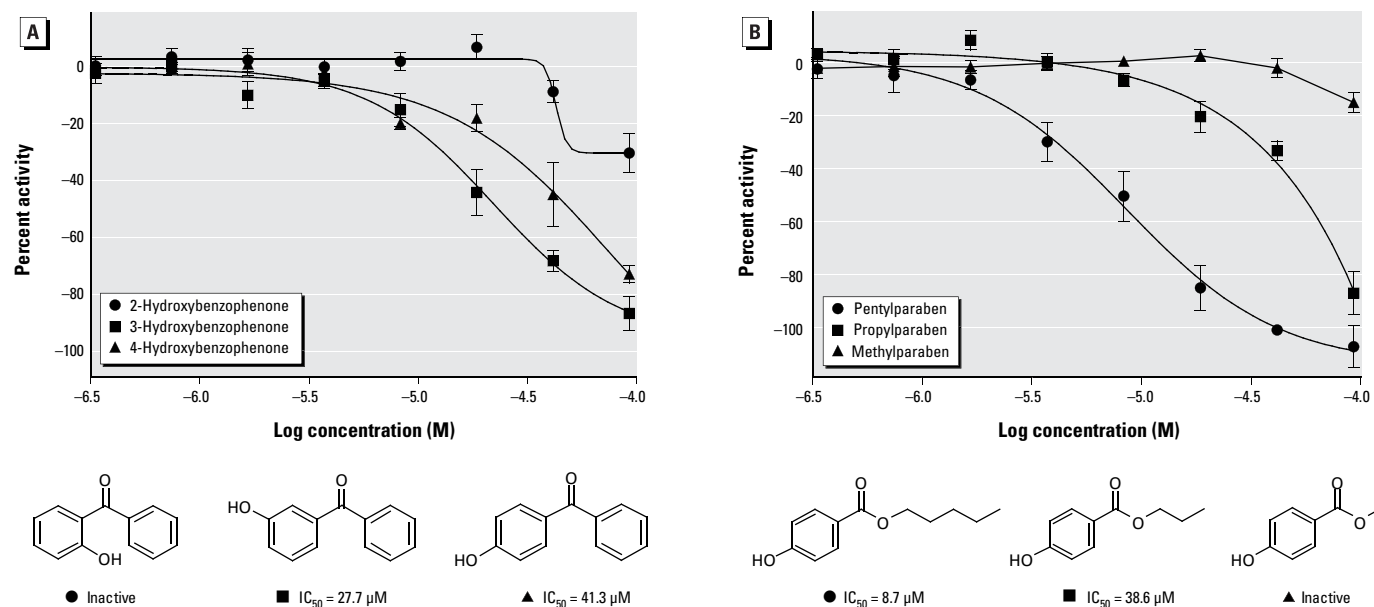 A
Percent activity
0
−20
−40
−60
−80
−100
2-Hydroxybenzophenone
3-Hydroxybenzophenone
4-Hydroxybenzophenone
−6.5 −6.0 −5.5 −5.0 −4.5 −4.0
Log concentration (M)
O
OH
Inactive
O
HO
IC50 = 27.7 µM
O
HO
IC50 = 41.3 µM
B
Percent activity
0
−20
−40
−60
−80
−100
Pentylparaben
Propylparaben
Methylparaben
−6.5 −6.0 −5.5 −5.0 −4.5 −4.0
Log concentration (M)
O
O
HO
IC50 = 8.7 µM
O
O
HO
IC50 = 38.6 µM
O
O
HO
Inactive